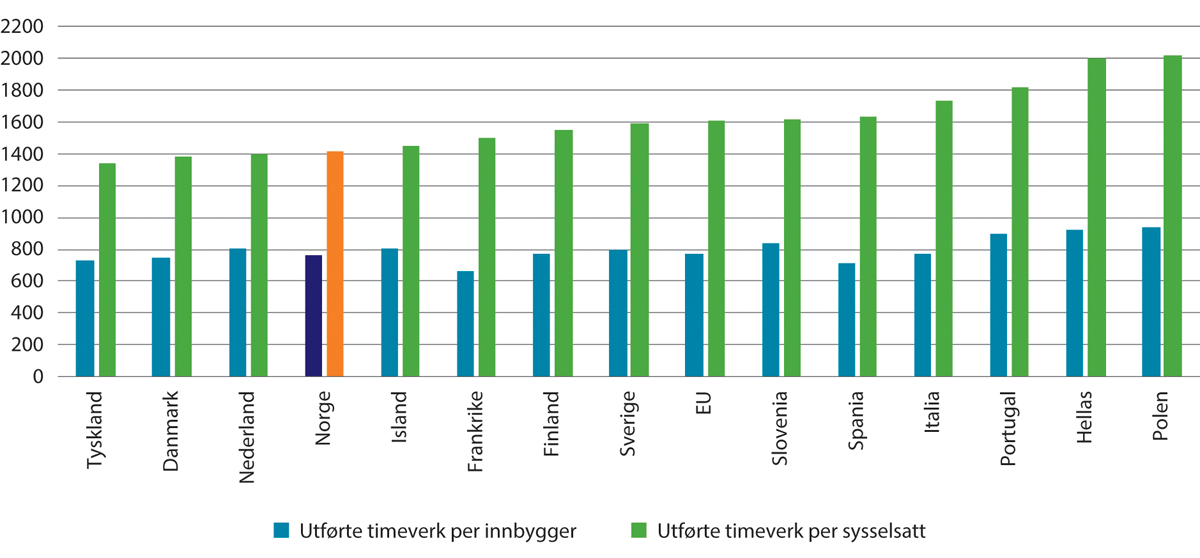 2200
2000
1800
1600
1400
1200
1000
800
600
400
200
0
Tyskland
Danmark
Nederland
Norge
Island
Frankrike
Finland
Sverige
EU
Slovenia
Spania
Italia
Portugal
Hellas
Polen
Utførte timeverk per innbygger
Utførte timeverk per sysselsatt